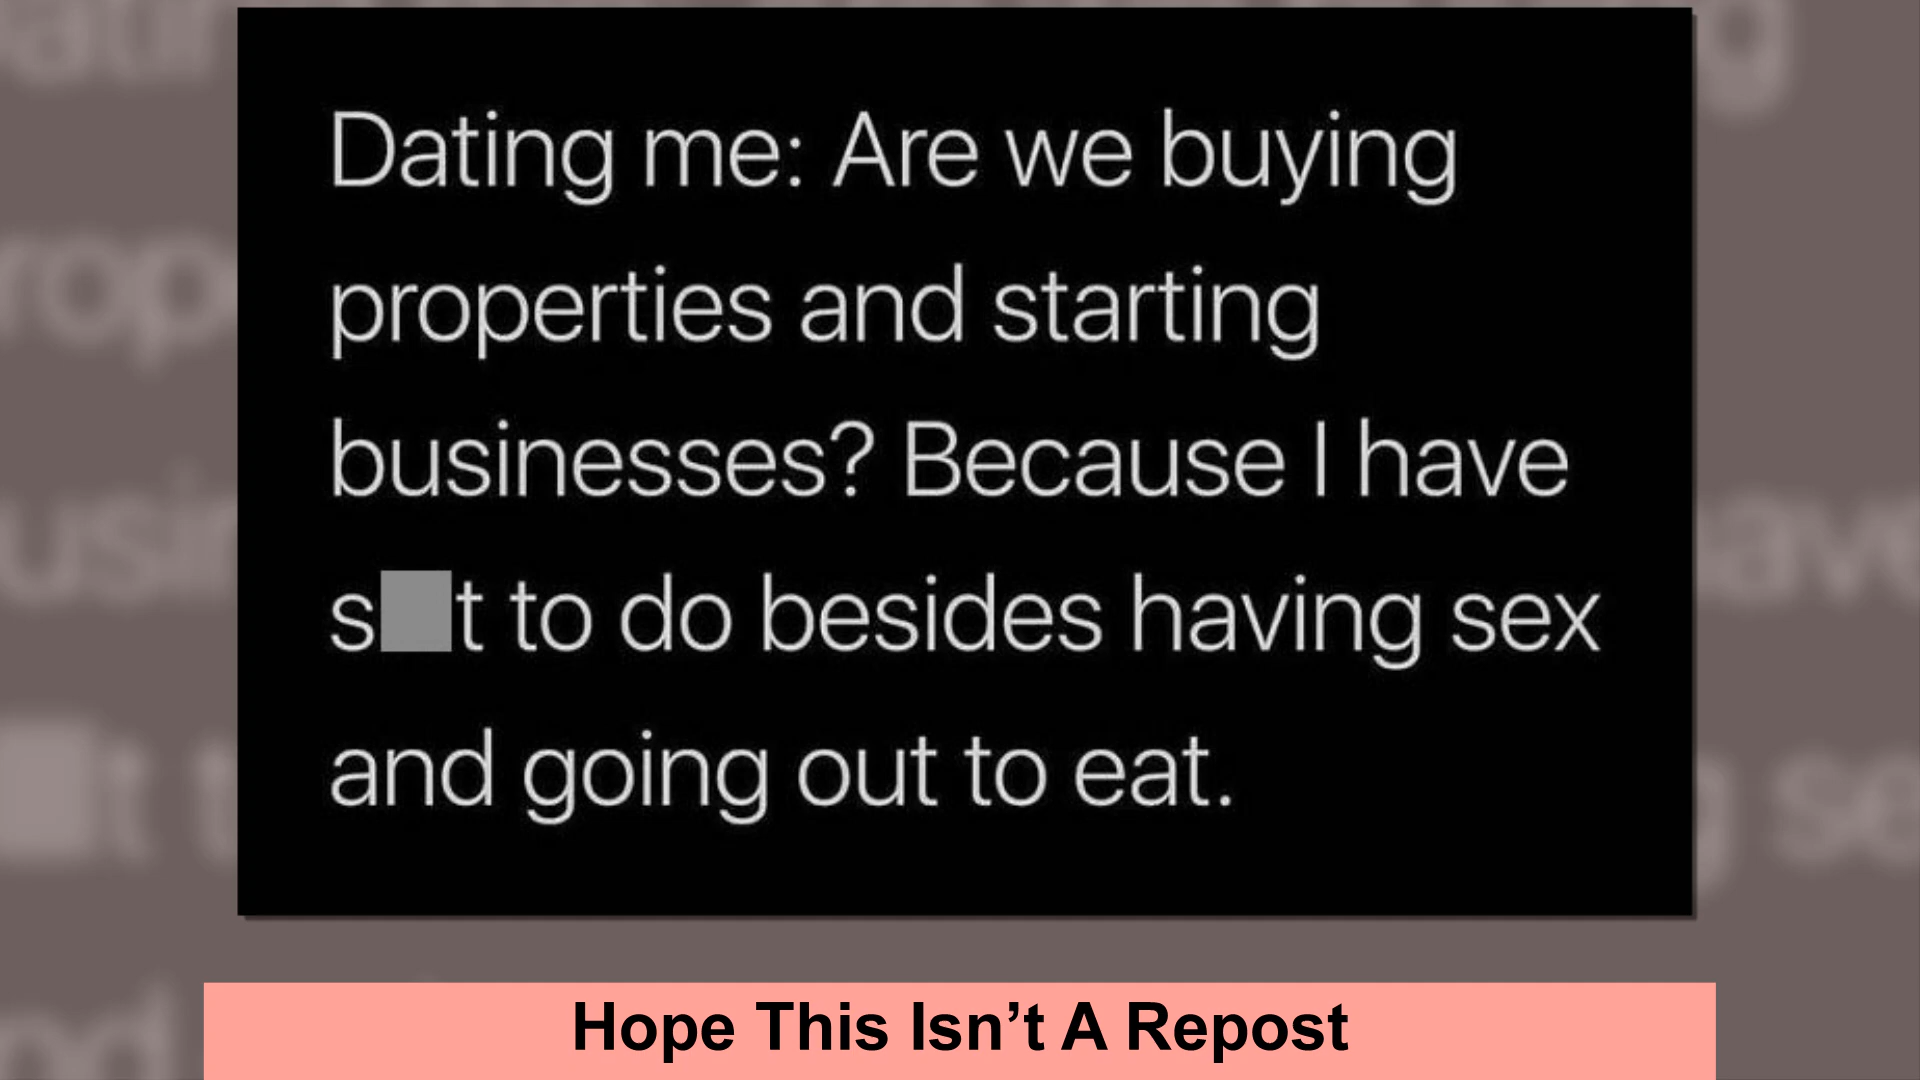 Dating me: Are we buying
properties and starting
businesses? Because I have
s■t to do besides having sex
and going out to eat.
Hope This Isn’t A Repost